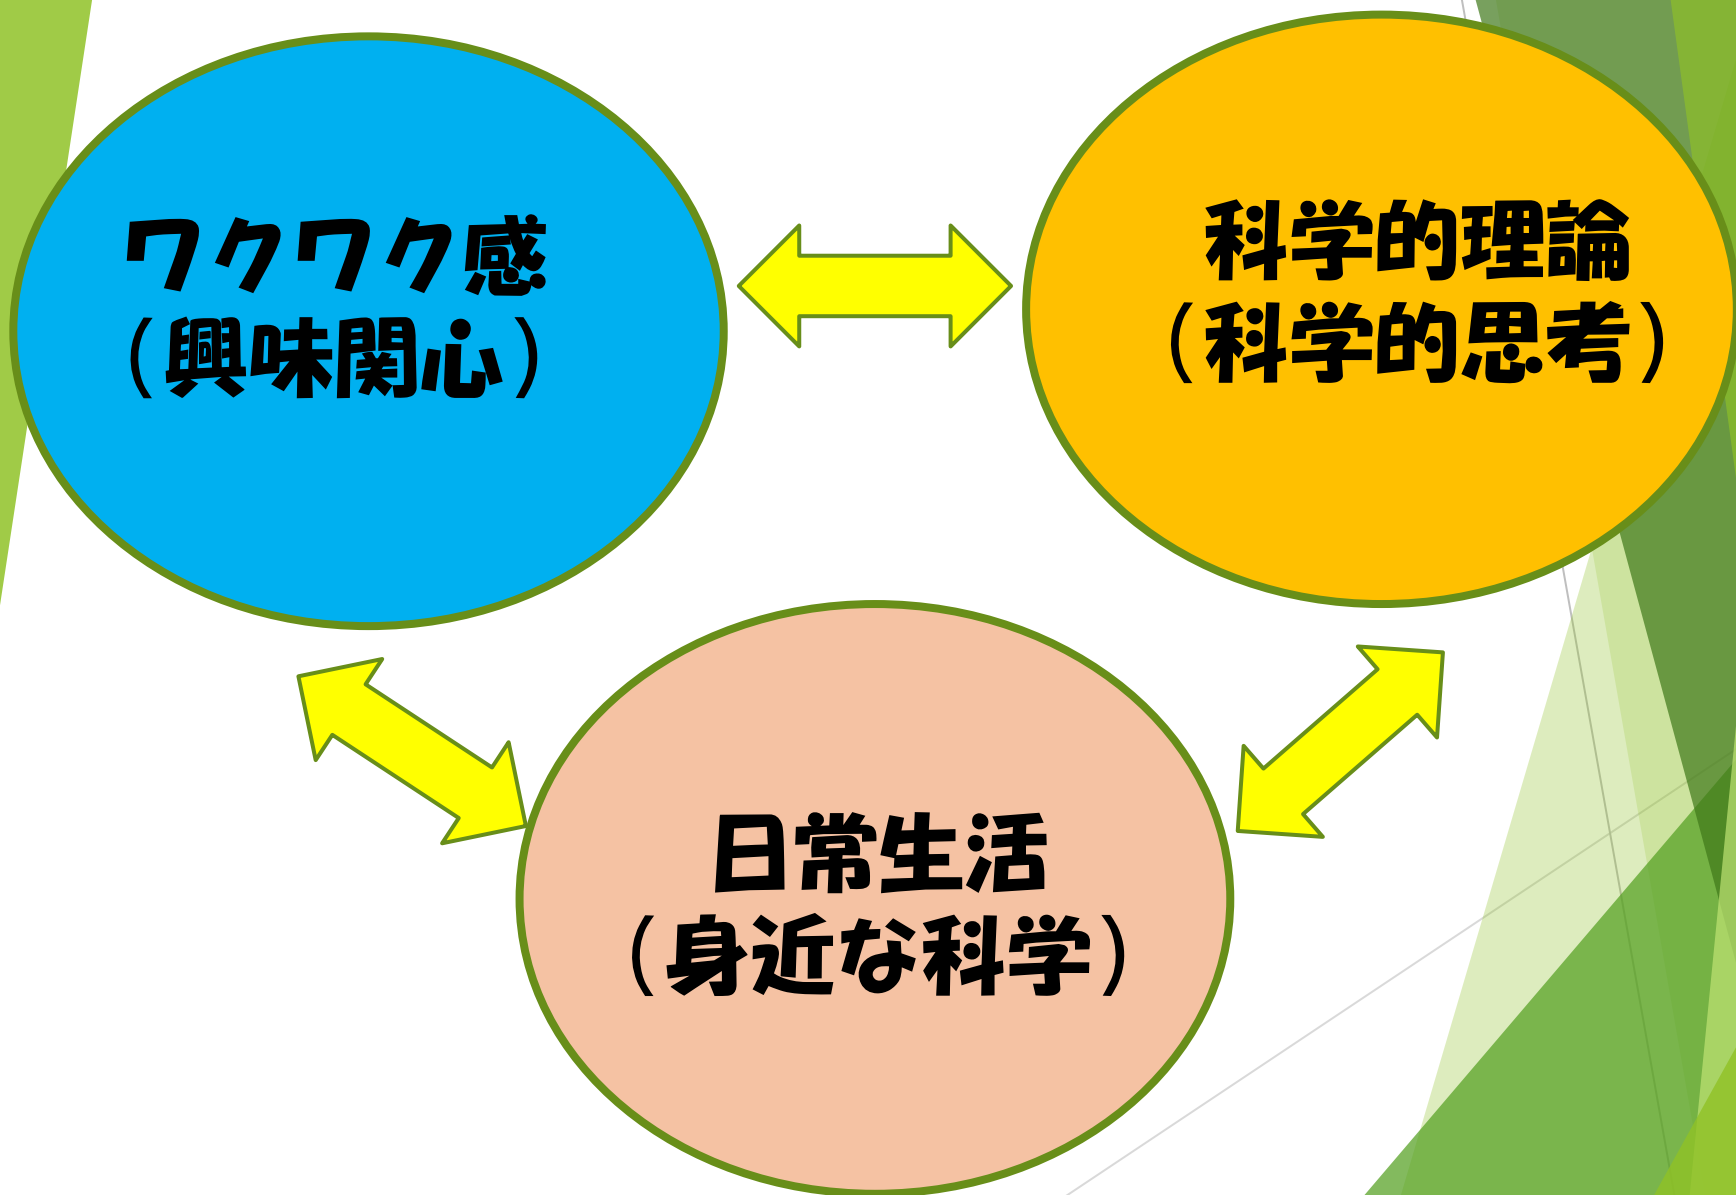 ワクワク感
（興味関心）
科学的理論
（科学的思考）
日常生活
（身近な科学）